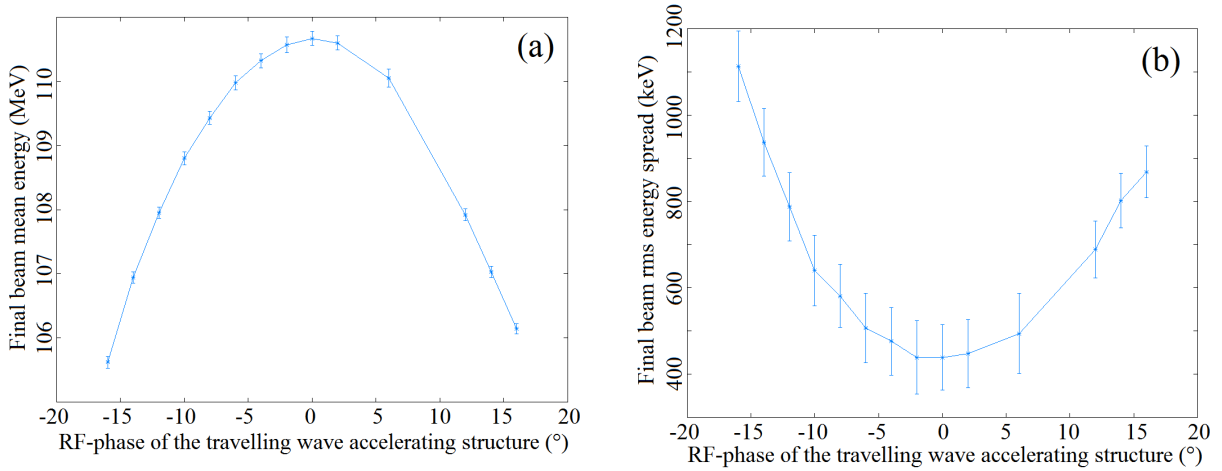 (a)
Final beam mean energy (MeV)
110
109
108
107
106
-20 -15 -10 -5 0 5 10 15 20
RF-phase of the travelling wave accelerating structure (°)
(b)
Final beam rms energy spread (keV)
1200
1000
800
600
400
-20 -15 -10 -5 0 5 10 15 20
RF-phase of the travelling wave accelerating structure (°)